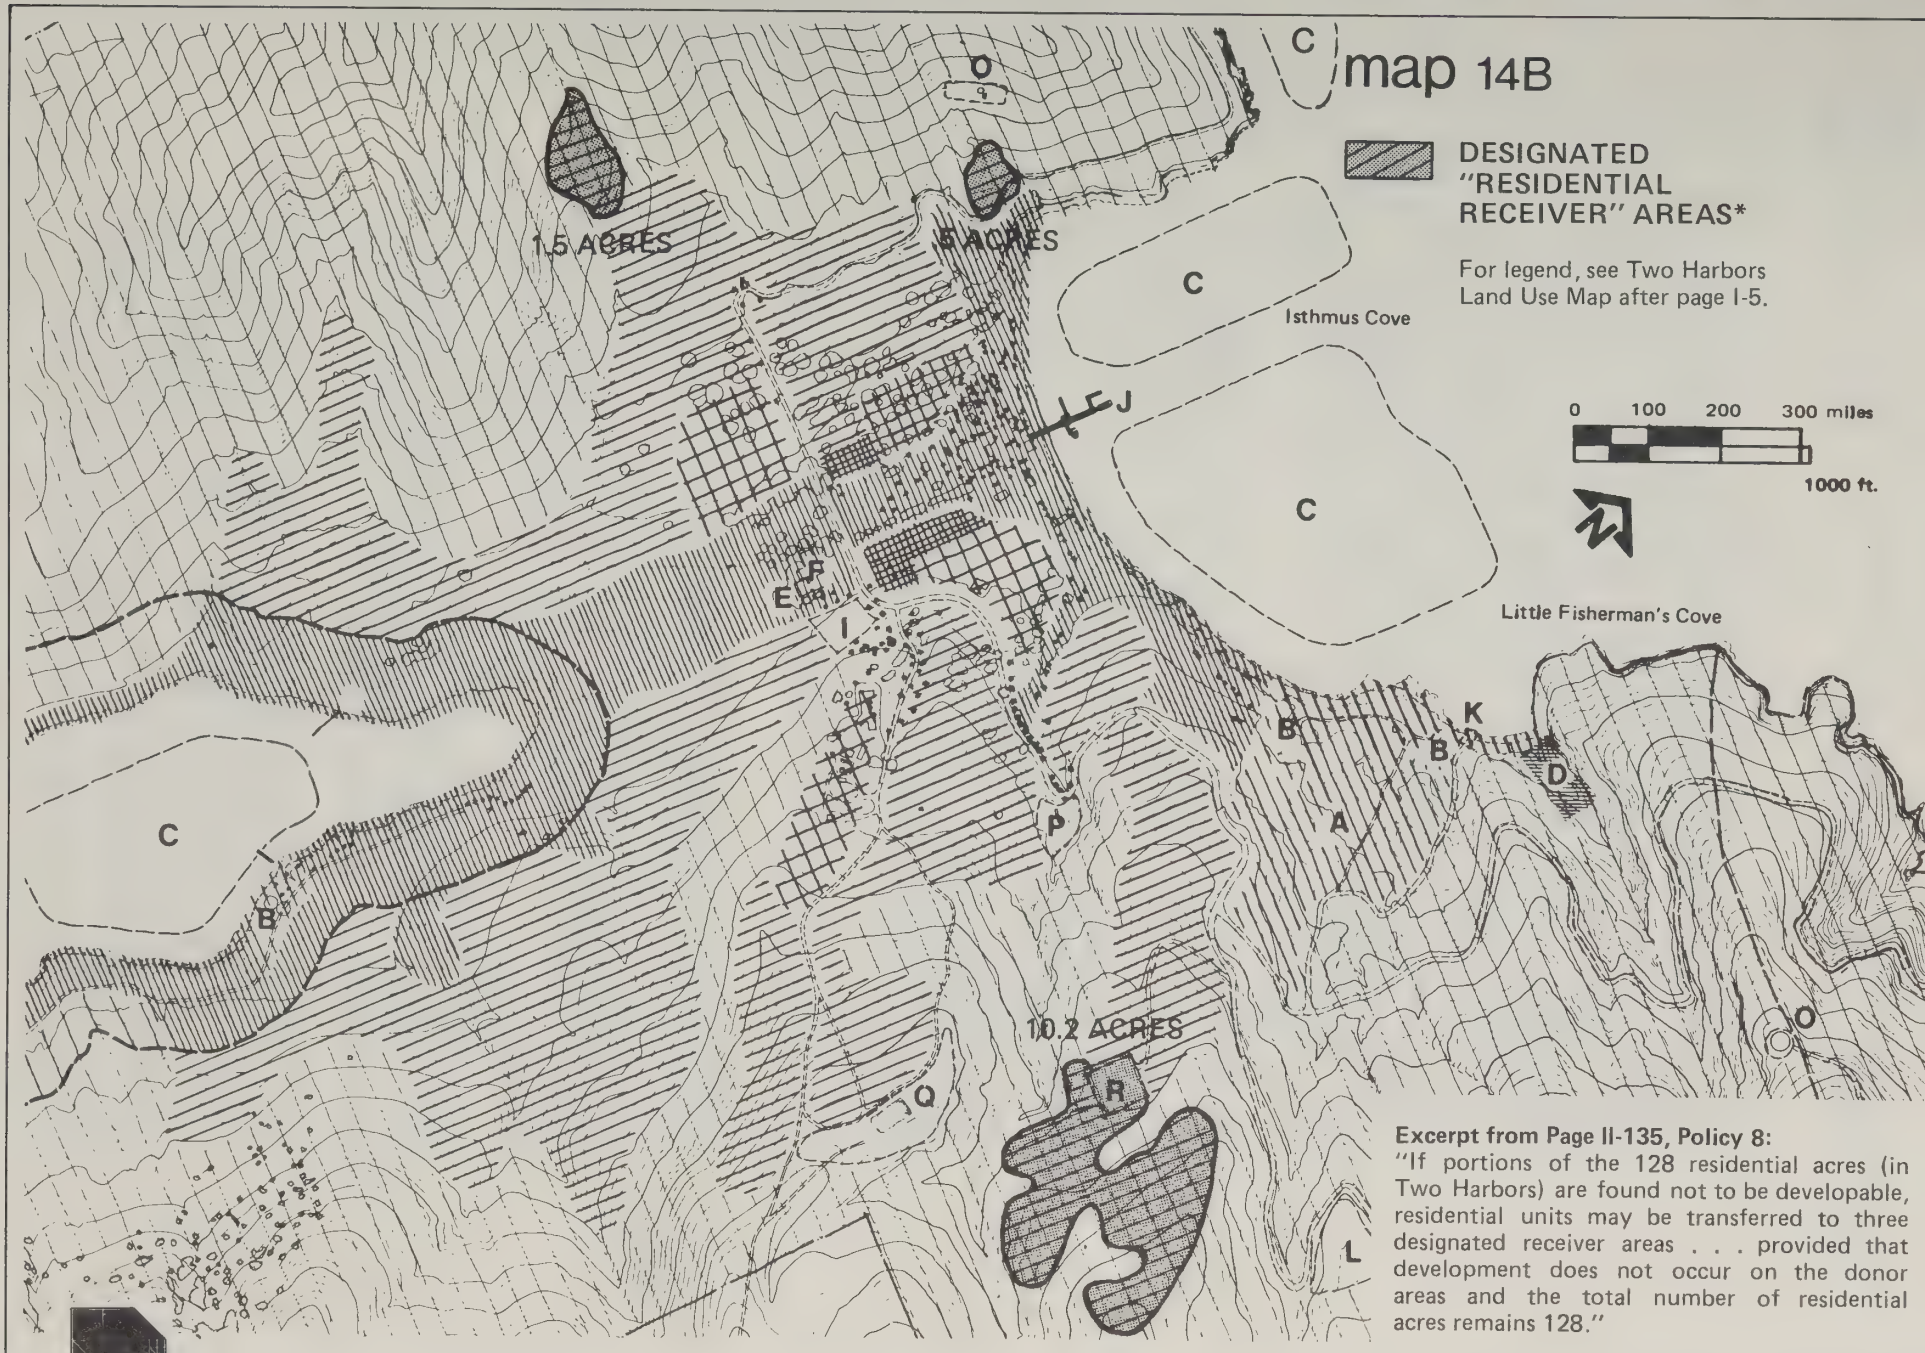 C
map 14B
O
DESIGNATED
"RESIDENTIAL
RECEIVER" AREAS*
1.5 ACRES
5 ACRES
For legend, see Two Harbors
Land Use Map after page I-5.
C
Isthmus Cove
J
0 100 200 300 miles
1000 ft.
C
N
F
E
I
Little Fisherman's Cove
B
K
B
D
C
P
A
B
10.2 ACRES
O
Q
R
L
Excerpt from Page II-135, Policy 8:
"If portions of the 128 residential acres (in
Two Harbors) are found not to be developable,
residential units may be transferred to three
designated receiver areas . . . provided that
development does not occur on the donor
areas and the total number of residential
acres remains 128."